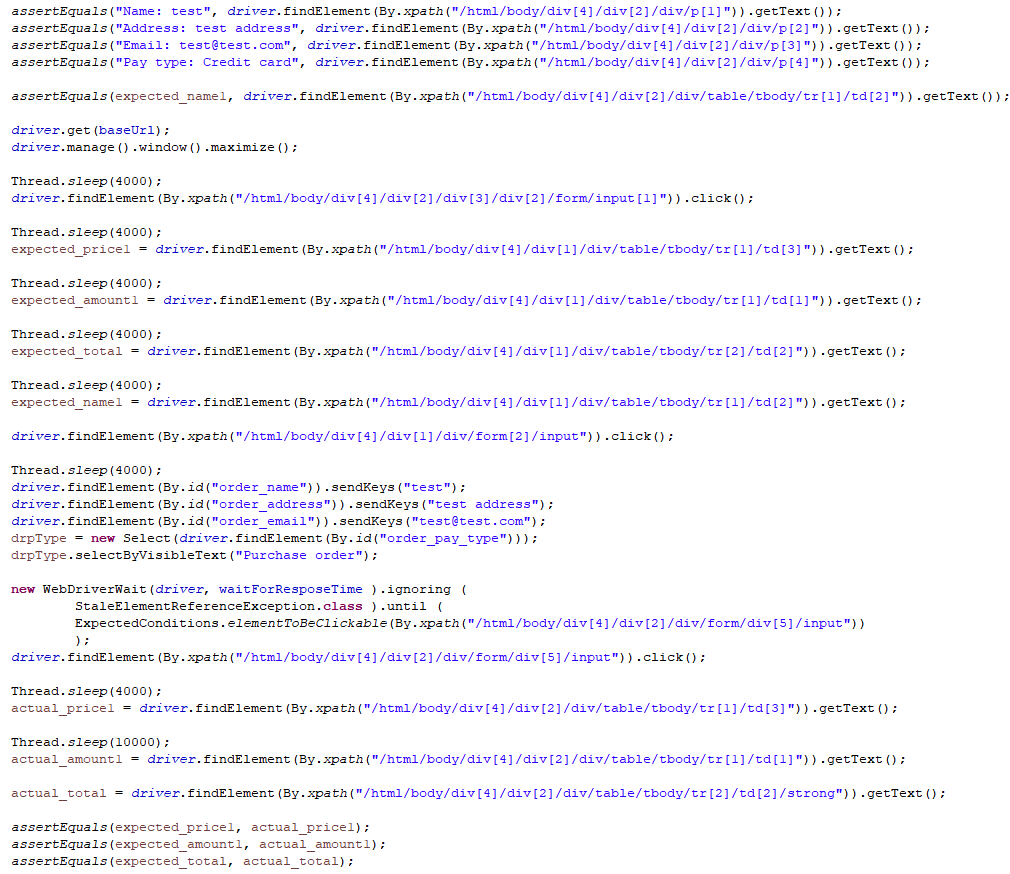 assertEquals("Name: test", driver.findElement(By.xpath("/html/body/div[4]/div[2]/div/p[1]")).getText());
assertEquals("Address: test address", driver.findElement(By.xpath("/html/body/div[4]/div[2]/div/p[2]")).getText());
assertEquals("Email: test@test.com", driver.findElement(By.xpath("/html/body/div[4]/div[2]/div/p[3]")).getText());
assertEquals("Pay type: Credit card", driver.findElement(By.xpath("/html/body/div[4]/div[2]/div/p[4]")).getText());

assertEquals(expected_name1, driver.findElement(By.xpath("/html/body/div[4]/div[2]/div/table/tbody/tr[1]/td[2]")).getText());

driver.get(baseUrl);
driver.manage().window().maximize();

Thread.sleep(4000);
driver.findElement(By.xpath("/html/body/div[4]/div[2]/div[3]/div[2]/form/input[1]")).click();

Thread.sleep(4000);
expected_price1 = driver.findElement(By.xpath("/html/body/div[4]/div[1]/div/table/tbody/tr[1]/td[3]")).getText();

Thread.sleep(4000);
expected_amount1 = driver.findElement(By.xpath("/html/body/div[4]/div[1]/div/table/tbody/tr[1]/td[1]")).getText();

Thread.sleep(4000);
expected_total = driver.findElement(By.xpath("/html/body/div[4]/div[1]/div/table/tbody/tr[2]/td[2]")).getText();

Thread.sleep(4000);
expected_name1 = driver.findElement(By.xpath("/html/body/div[4]/div[1]/div/table/tbody/tr[1]/td[2]")).getText();

driver.findElement(By.xpath("/html/body/div[4]/div[1]/div/form[2]/input")).click();

Thread.sleep(4000);
driver.findElement(By.id("order_name")).sendKeys("test");
driver.findElement(By.id("order_address")).sendKeys("test address");
driver.findElement(By.id("order_email")).sendKeys("test@test.com");
drpType = new Select(driver.findElement(By.id("order_pay_type")));
drpType.selectByVisibleText("Purchase order");

new WebDriverWait(driver, waitForResposeTime ).ignoring (
        StaleElementReferenceException.class ).until (
        ExpectedConditions.elementToBeClickable(By.xpath("/html/body/div[4]/div[2]/div/form/div[5]/input"))
        );
driver.findElement(By.xpath("/html/body/div[4]/div[2]/div/form/div[5]/input")).click();

Thread.sleep(4000);
actual_price1 = driver.findElement(By.xpath("/html/body/div[4]/div[2]/div/table/tbody/tr[1]/td[3]")).getText();

Thread.sleep(10000);
actual_amount1 = driver.findElement(By.xpath("/html/body/div[4]/div[2]/div/table/tbody/tr[1]/td[1]")).getText();

actual_total = driver.findElement(By.xpath("/html/body/div[4]/div[2]/div/table/tbody/tr[2]/td[2]/strong")).getText();

assertEquals(expected_price1, actual_price1);
assertEquals(expected_amount1, actual_amount1);
assertEquals(expected_total, actual_total);